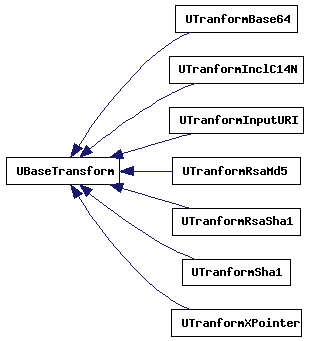 UTranformBase64
UTranformInclC14N
UTranformInputURI
UBaseTransform
UTranformRsaMd5
UTranformRsaSha1
UTranformSha1
UTranformXPointer